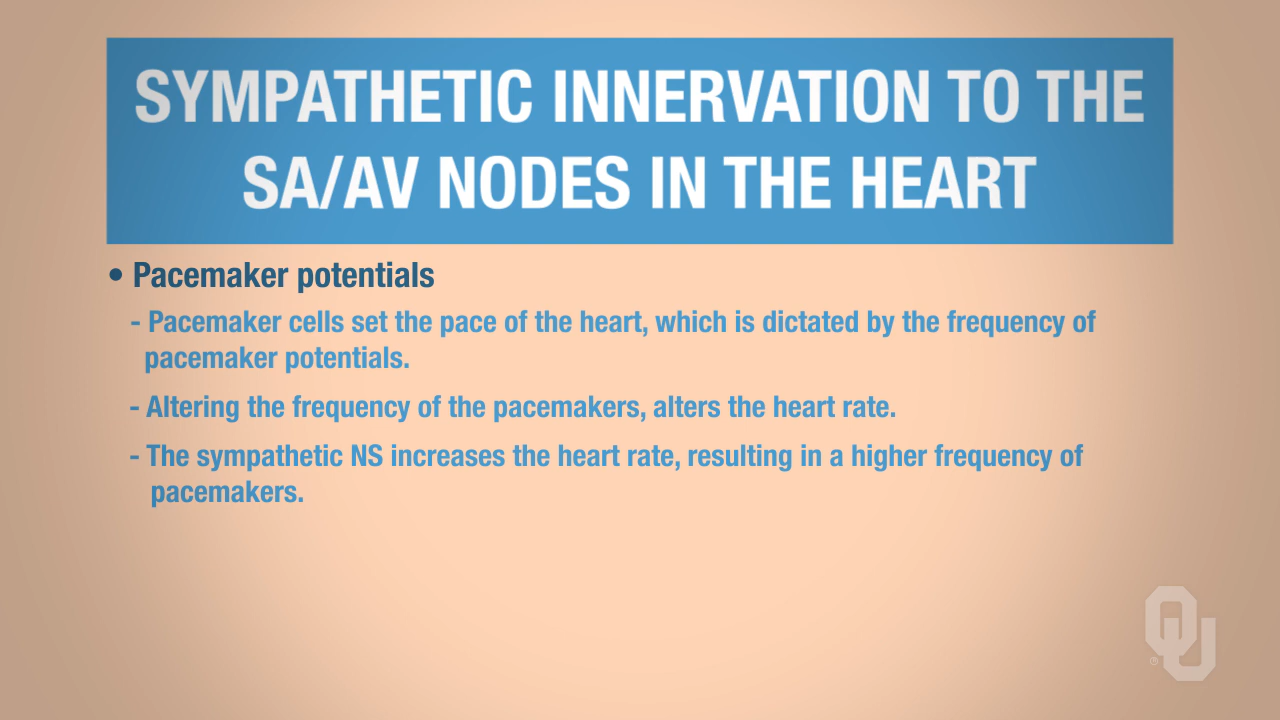 SYMPATHETIC INNERVATION TO THE
SA/AV NODES IN THE HEART
• Pacemaker potentials
- Pacemaker cells set the pace of the heart, which is dictated by the frequency of
pacemaker potentials.
- Altering the frequency of the pacemakers, alters the heart rate.
- The sympathetic NS increases the heart rate, resulting in a higher frequency of
pacemakers.
OU
®